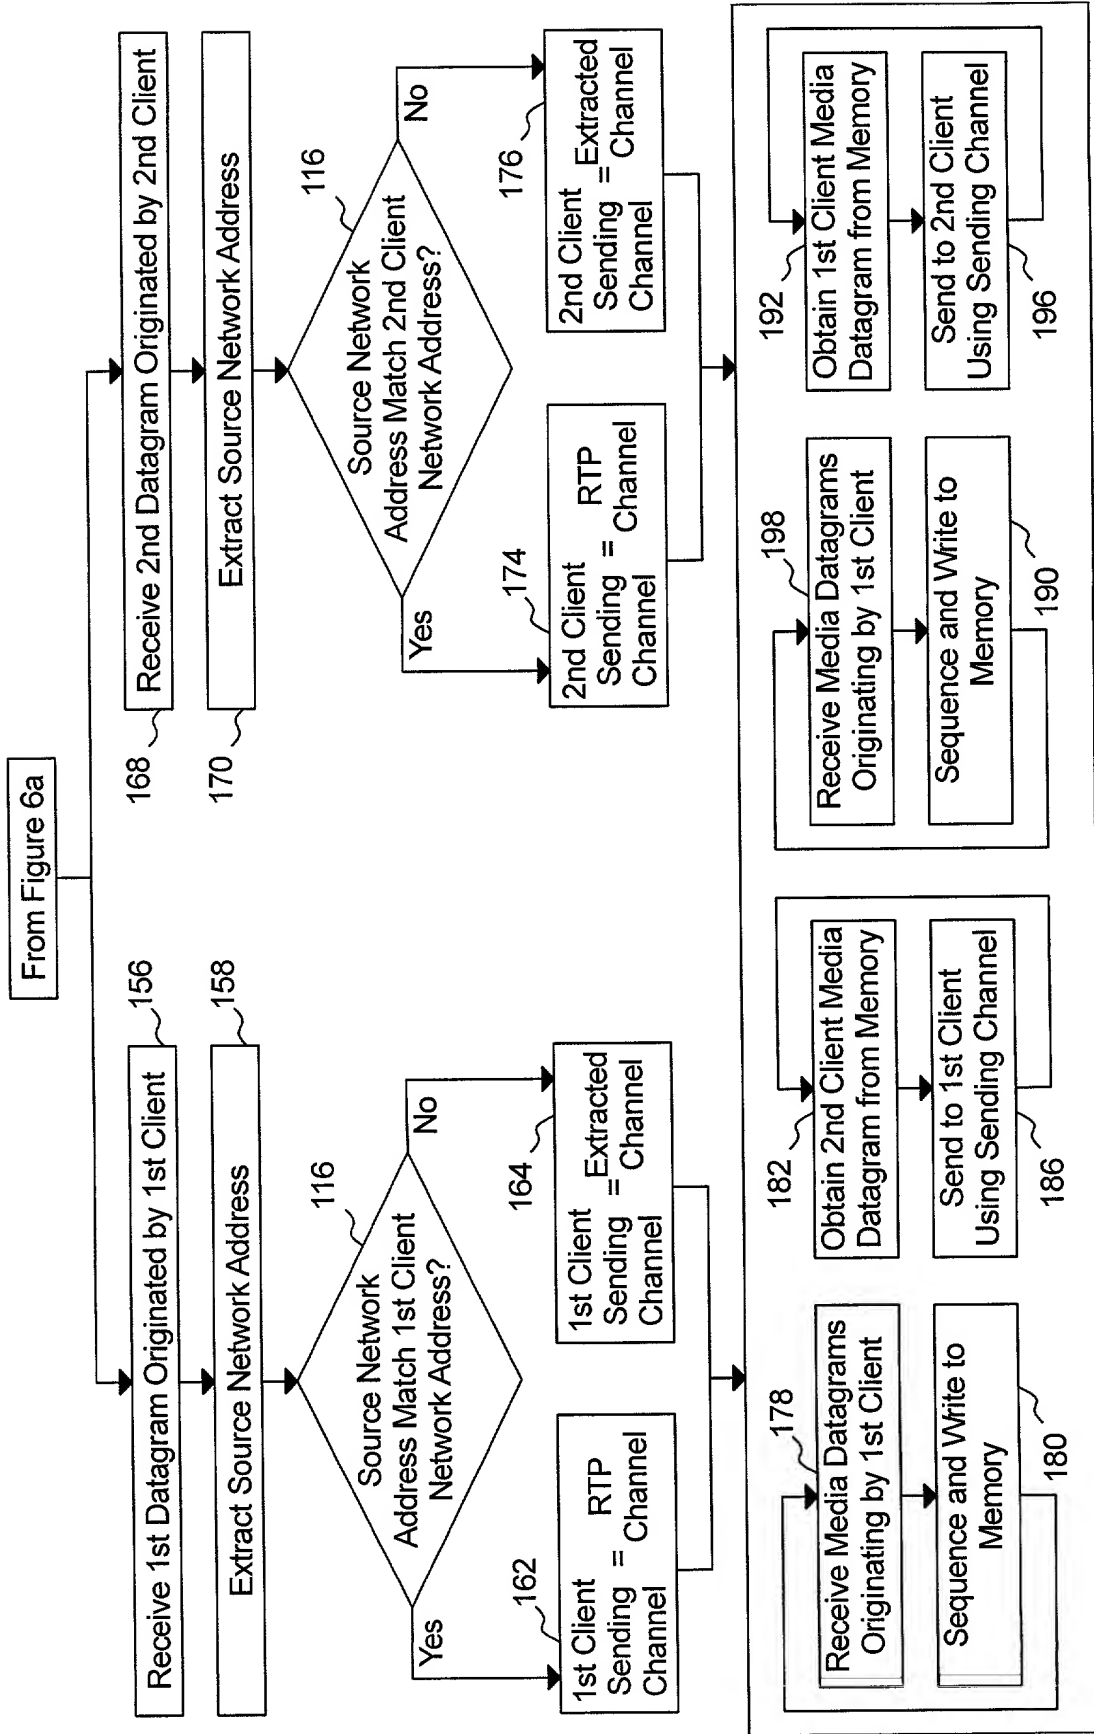 From Figure 6a
Receive 1st Datagram Originated by 1st Client
156
Extract Source Network Address
158
Source Network
Address Match 1st Client
Network Address?
116
Yes
No
162
1st Client
Sending = RTP
Channel Channel
164
1st Client
Sending = Extracted
Channel Channel
Receive 2nd Datagram Originated by 2nd Client
168
Extract Source Network Address
170
Source Network
Address Match 2nd Client
Network Address?
116
Yes
No
174
2nd Client
Sending = RTP
Channel Channel
176
2nd Client
Sending = Extracted
Channel Channel
178
Receive Media Datagrams
Originating by 1st Client
Sequence and Write to
Memory
180
182
Obtain 2nd Client Media
Datagram from Memory
Send to 1st Client
Using Sending Channel
186
198
Receive Media Datagrams
Originating by 1st Client
Sequence and Write to
Memory
190
192
Obtain 1st Client Media
Datagram from Memory
Send to 2nd Client
Using Sending Channel
196